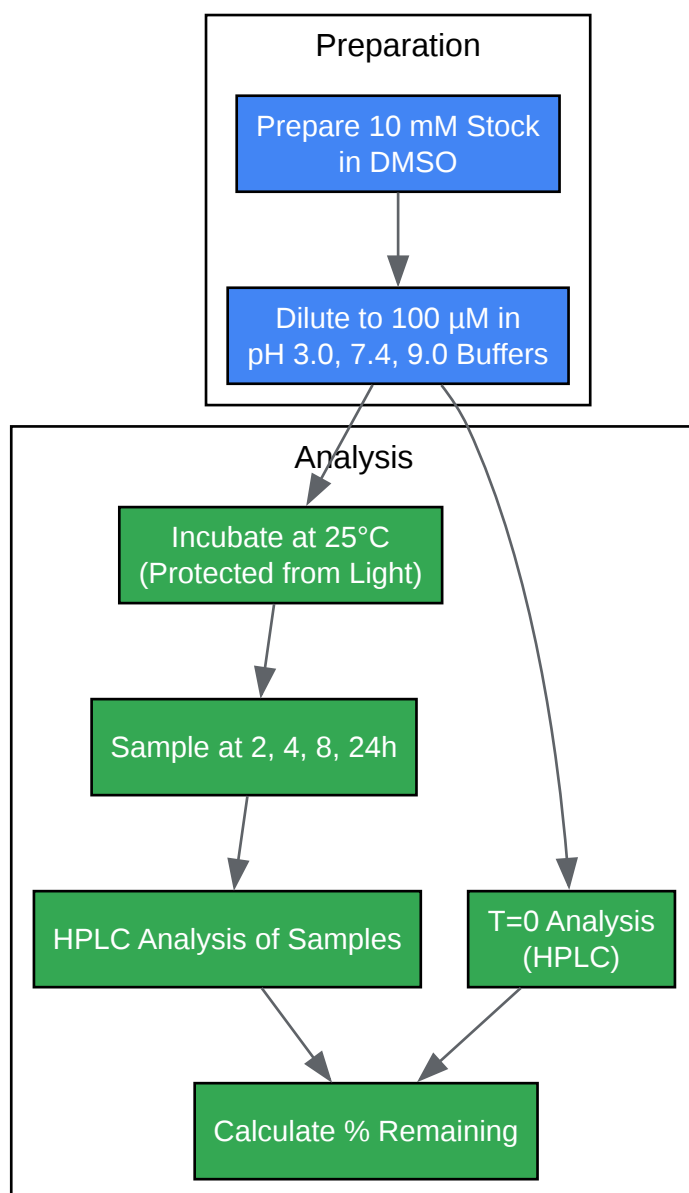 Preparation
Prepare 10 mM Stock
in DMSO
Dilute to 100 µM in
pH 3.0, 7.4, 9.0 Buffers
Analysis
Incubate at 25°C
(Protected from Light)
Sample at 2, 4, 8, 24h
HPLC Analysis of Samples
T=0 Analysis
(HPLC)
Calculate % Remaining